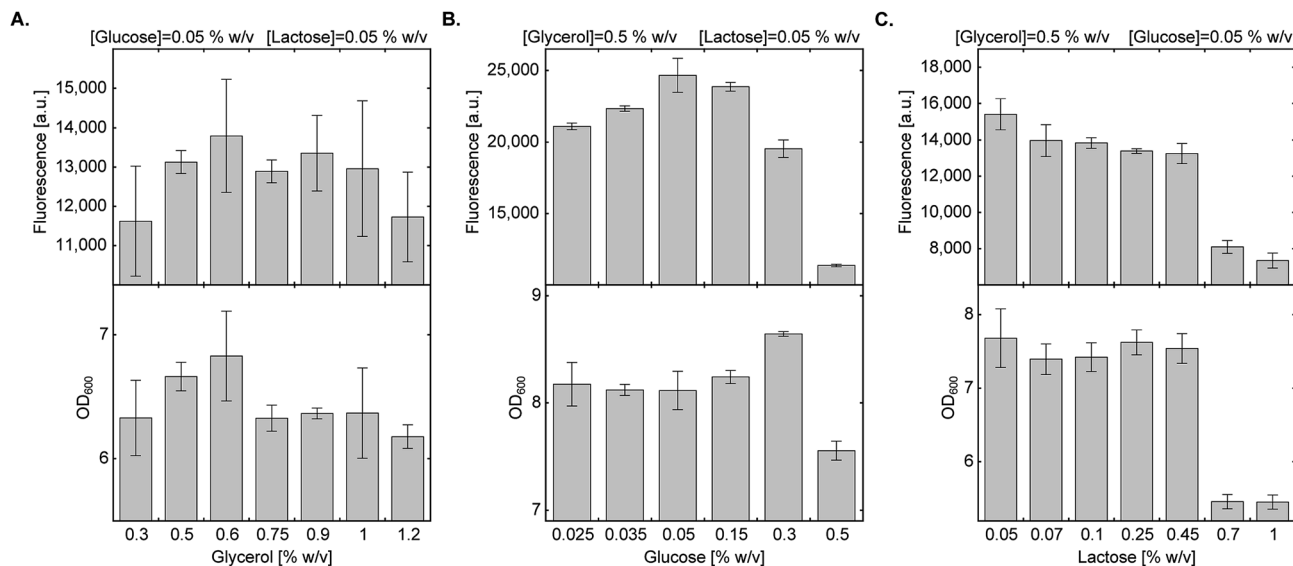 A.
[Glucose]=0.05 % w/v [Lactose]=0.05 % w/v
15,000
14,000
13,000
12,000
11,000
Fluorescence [a.u.]
7
6
OD600
0.3 0.5 0.6 0.75 0.9 1 1.2
Glycerol [% w/v]
B.
[Glycerol]=0.5 % w/v [Lactose]=0.05 % w/v
25,000
20,000
15,000
Fluorescence [a.u.]
9
8
7
OD600
0.025 0.035 0.05 0.15 0.3 0.5
Glucose [% w/v]
C.
[Glycerol]=0.5 % w/v [Glucose]=0.05 % w/v
18,000
16,000
14,000
12,000
10,000
8,000
Fluorescence [a.u.]
8
7
6
OD600
0.05 0.07 0.1 0.25 0.45 0.7 1
Lactose [% w/v]